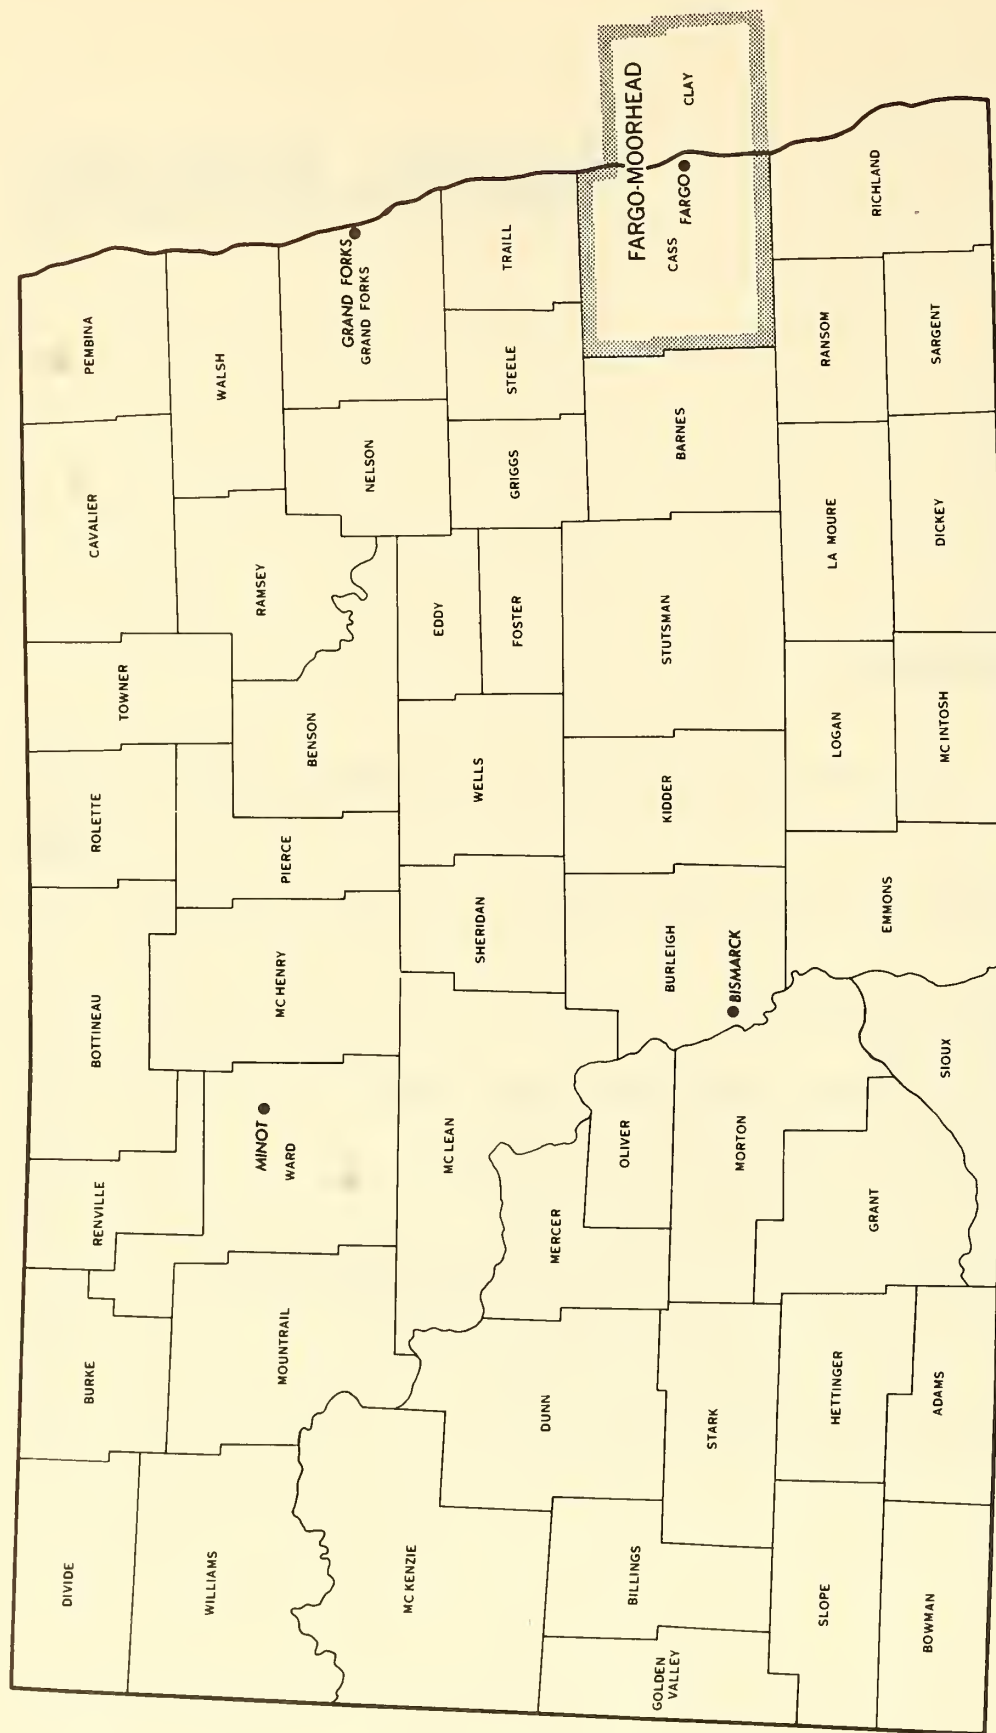 DIVIDE
BURKE
RENVILLE
BOTTINEAU
ROLETTE
TOWNER
CAVALIER
PEMBINA
WILLIAMS
MOUNTRAIL
MINOT
WARD
MC HENRY
PIERCE
BENSON
RAMSEY
WALSH
NELSON
GRAND FORKS
GRAND FORKS
MC KENZIE
DUNN
MERCER
MC LEAN
SHERIDAN
WELLS
EDDY
FOSTER
GRIGGS
STEELE
TRAILL
GOLDEN
VALLEY
BILLINGS
STARK
MORTON
OLIVER
BURLEIGH
BISMARCK
KIDDER
STUTSMAN
BARNES
FARGO-MOORHEAD
CASS
FARGO
CLAY
SLOPE
HETTINGER
GRANT
SIOUX
EMMONS
LOGAN
LA MOURE
RANSOM
RICHLAND
BOWMAN
ADAMS
MC INTOSH
DICKEY
SARGENT